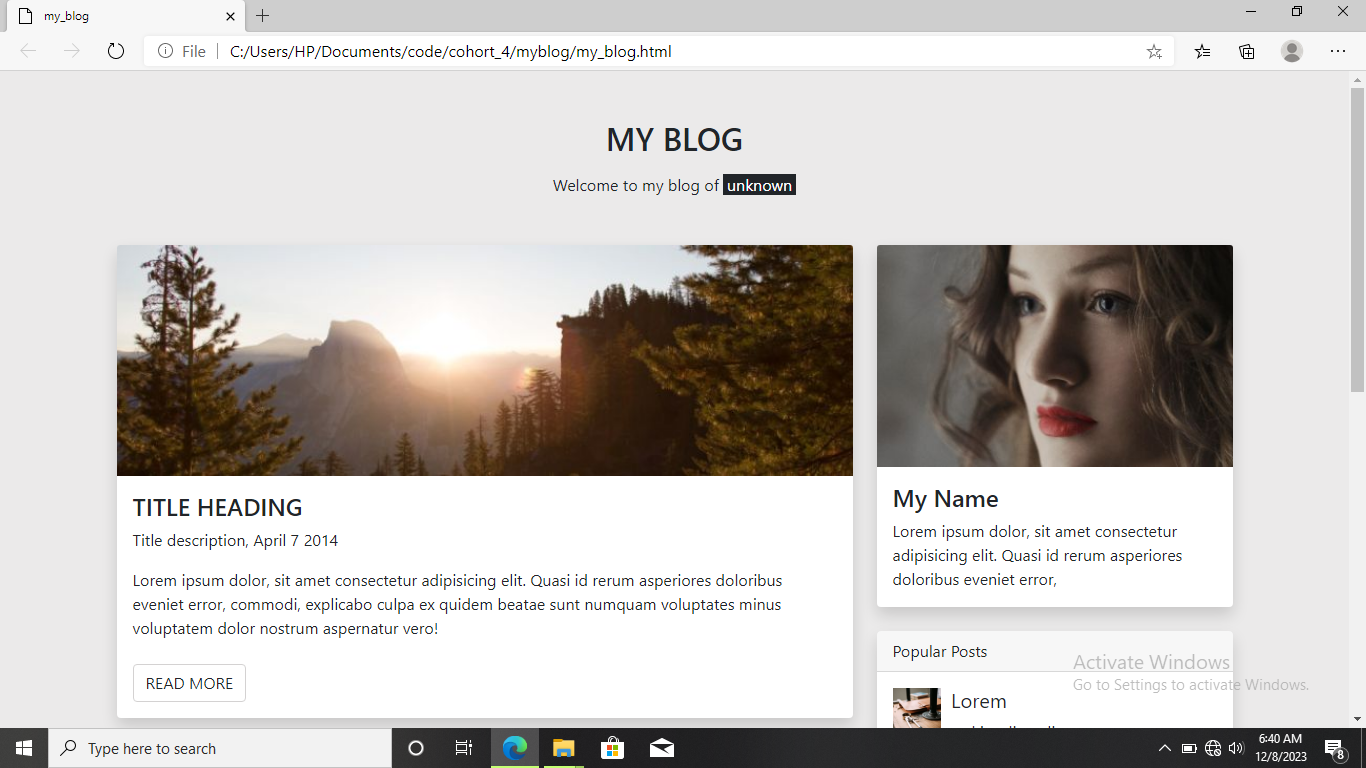 my_blog
File
C:/Users/HP/Documents/code/cohort_4/myblog/my_blog.html
MY BLOG
Welcome to my blog of unknown
TITLE HEADING
Title description, April 7 2014
Lorem ipsum dolor, sit amet consectetur adipisicing elit. Quasi id rerum asperiores doloribus
eveniet error, commodi, explicabo culpa ex quidem beatae sunt numquam voluptates minus
voluptatem dolor nostrum aspernatur vero!
READ MORE
My Name
Lorem ipsum dolor, sit amet consectetur
adipisicing elit. Quasi id rerum asperiores
doloribus eveniet error,
Popular Posts
Lorem
Activate Windows
Go to Settings to activate Windows.
Type here to search
6:40 AM
12/8/2023
8